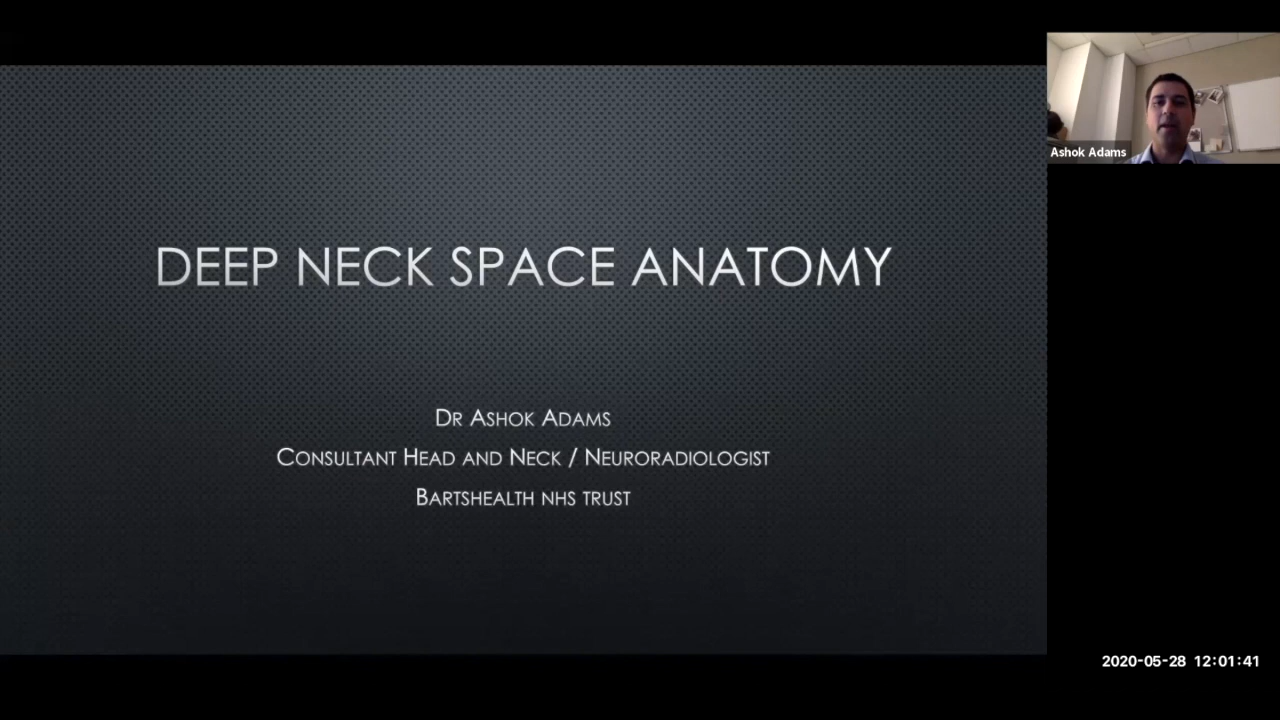 DEEP NECK SPACE ANATOMY
DR ASHOK ADAMS
CONSULTANT HEAD AND NECK / NEURORADIOLOGIST
BARTSHEALTH NHS TRUST
Ashok Adams
2020-05-28 12:01:41